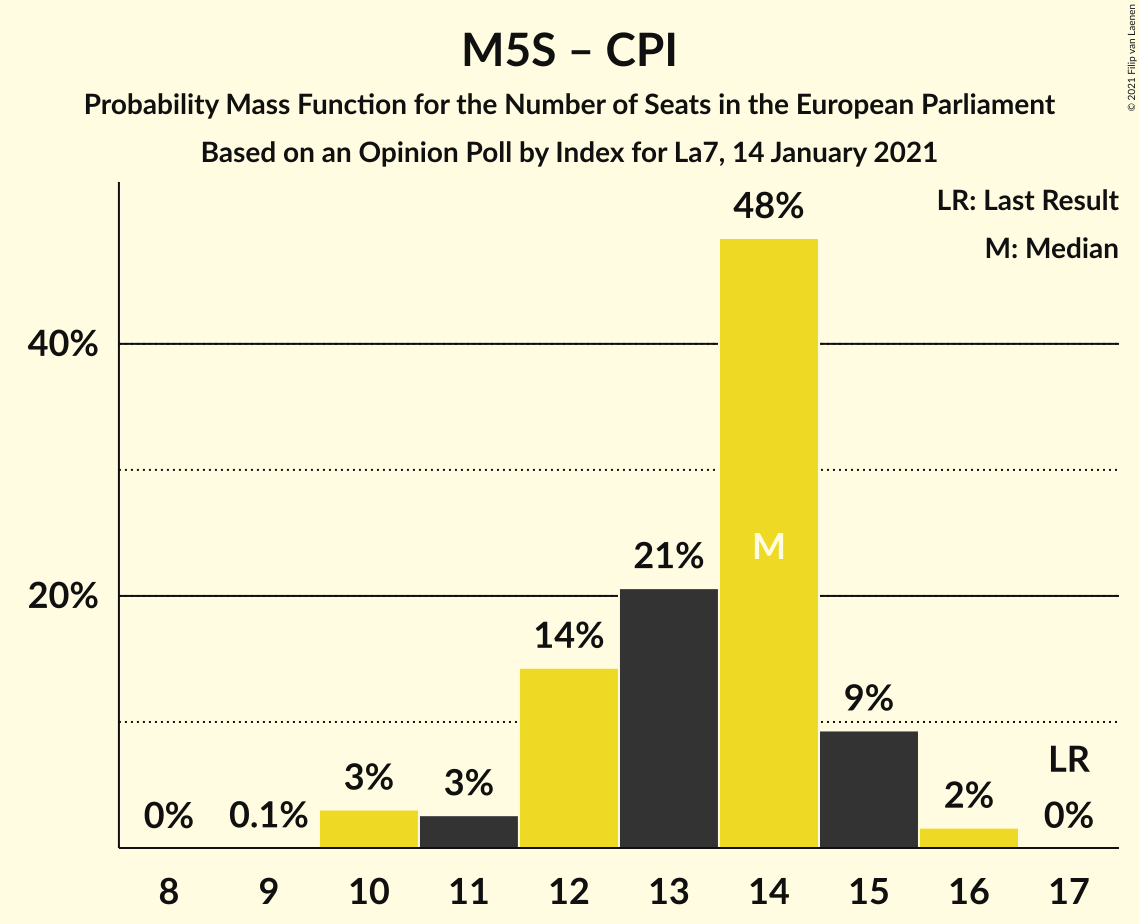 M5S – CPI
Probability Mass Function for the Number of Seats in the European Parliament
Based on an Opinion Poll by Index for La7, 14 January 2021
© 2021 Filip van Laenen
LR: Last Result
M: Median
48%
40%
M
21%
20%
14%
9%
LR
3%
3%
2%
0%
0.1%
0%
8 9 10 11 12 13 14 15 16 17